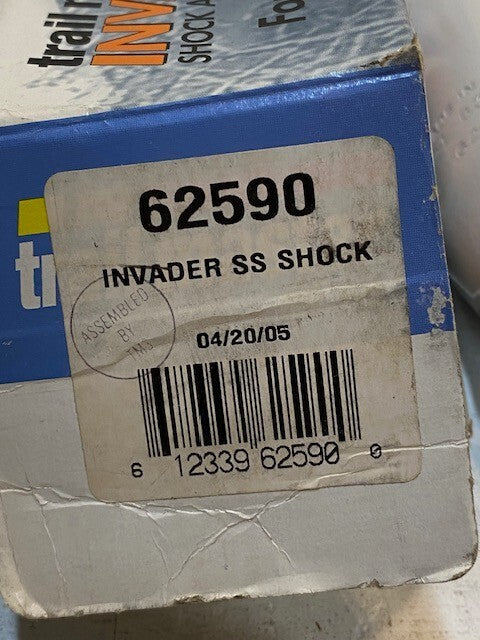 trail
INV
SHOCK A
Fo
62590
INVADER SS SHOCK
ASSEMBLED
BY
TMS
04/20/05
6 12339 62590 0